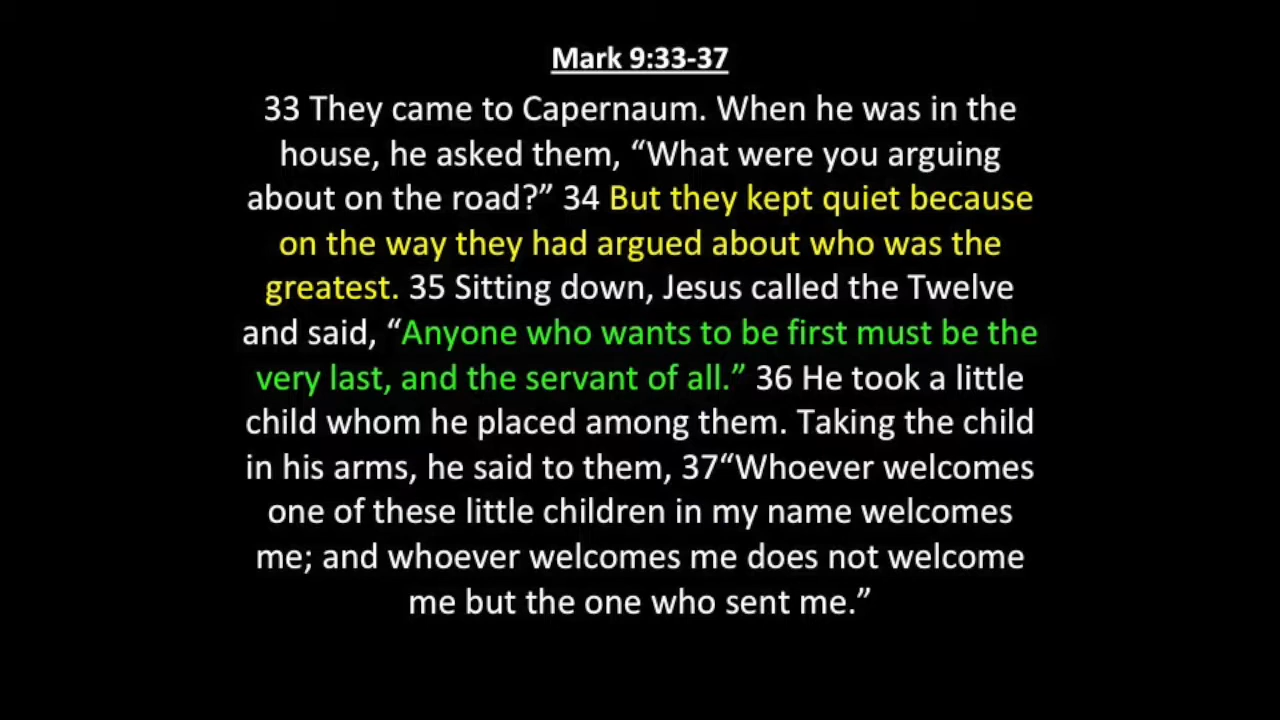 Mark 9:33-37
33 They came to Capernaum. When he was in the
house, he asked them, “What were you arguing
about on the road?” 34 But they kept quiet because
on the way they had argued about who was the
greatest. 35 Sitting down, Jesus called the Twelve
and said, “Anyone who wants to be first must be the
very last, and the servant of all.” 36 He took a little
child whom he placed among them. Taking the child
in his arms, he said to them, 37“Whoever welcomes
one of these little children in my name welcomes
me; and whoever welcomes me does not welcome
me but the one who sent me.”